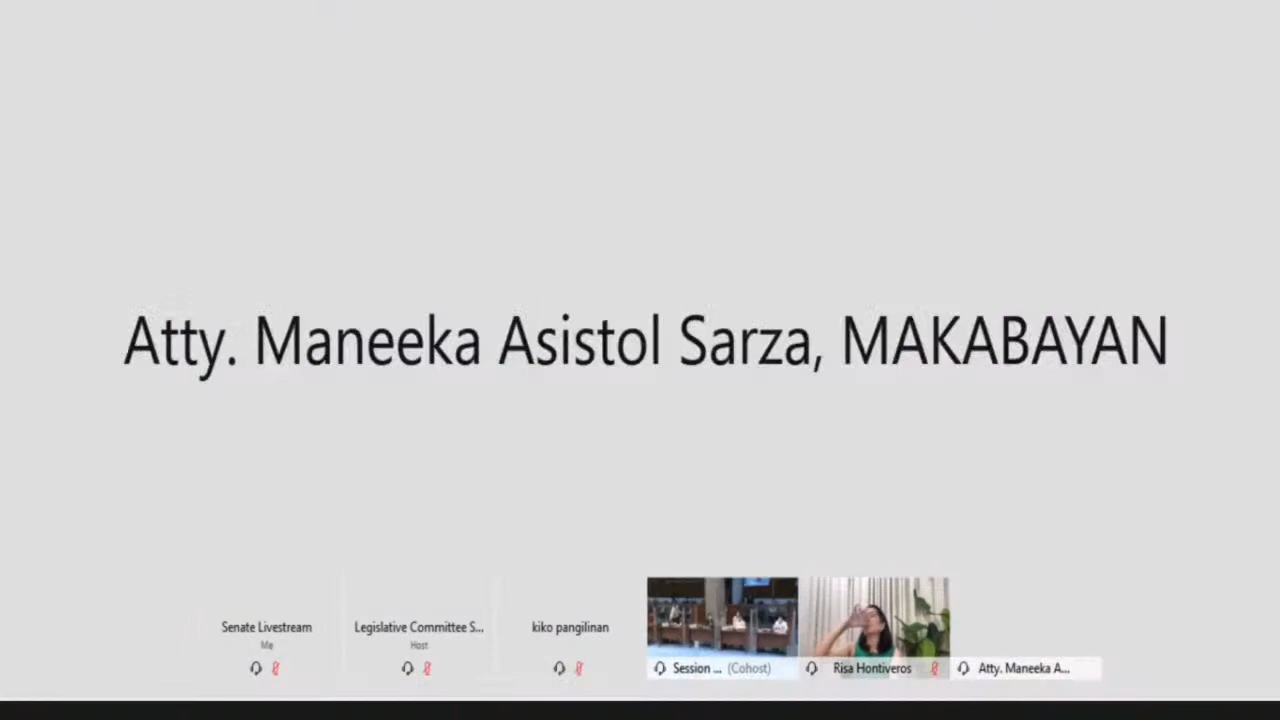 Atty. Maneeka Asistol Sarza, MAKABAYAN
Senate Livestream
Me
Legislative Committee S...
Host
kiko pangilinan
Session ... (Cohost)
Risa Hontiveros
Atty. Maneeka A...